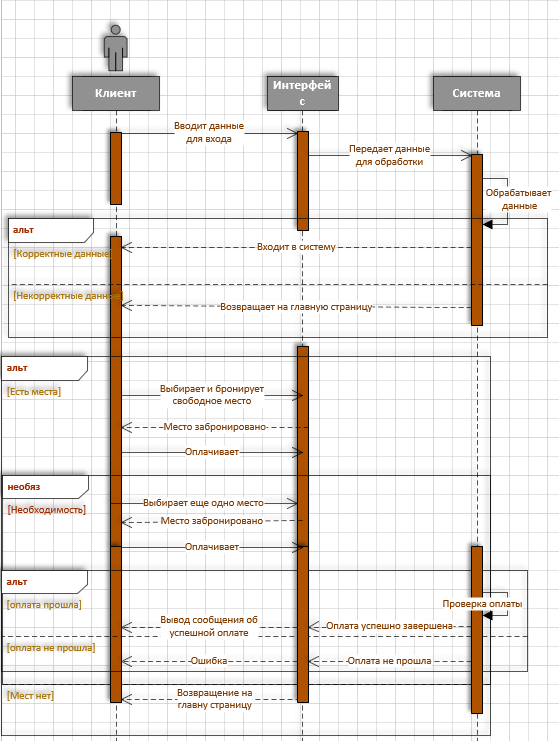 Клиент
Интерфей
с
Система
Вводит данные
для входа
Передает данные
для обработки
Обрабатывает
данные
альт
[Корректные данные]
Входит в систему
[Некорректные данные]
Возвращает на главную страницу
альт
[Есть места]
Выбирает и бронирует
свободное место
Место забронировано
Оплачивает
необяз
[Необходимость]
Выбирает еще одно место
Место забронировано
Оплачивает
альт
[оплата прошла]
Проверка оплаты
Вывод сообщения об
успешной оплате
Оплата успешно завершена
[оплата не прошла]
Ошибка
Оплата не прошла
[Мест нет]
Возвращение на
главну страницу